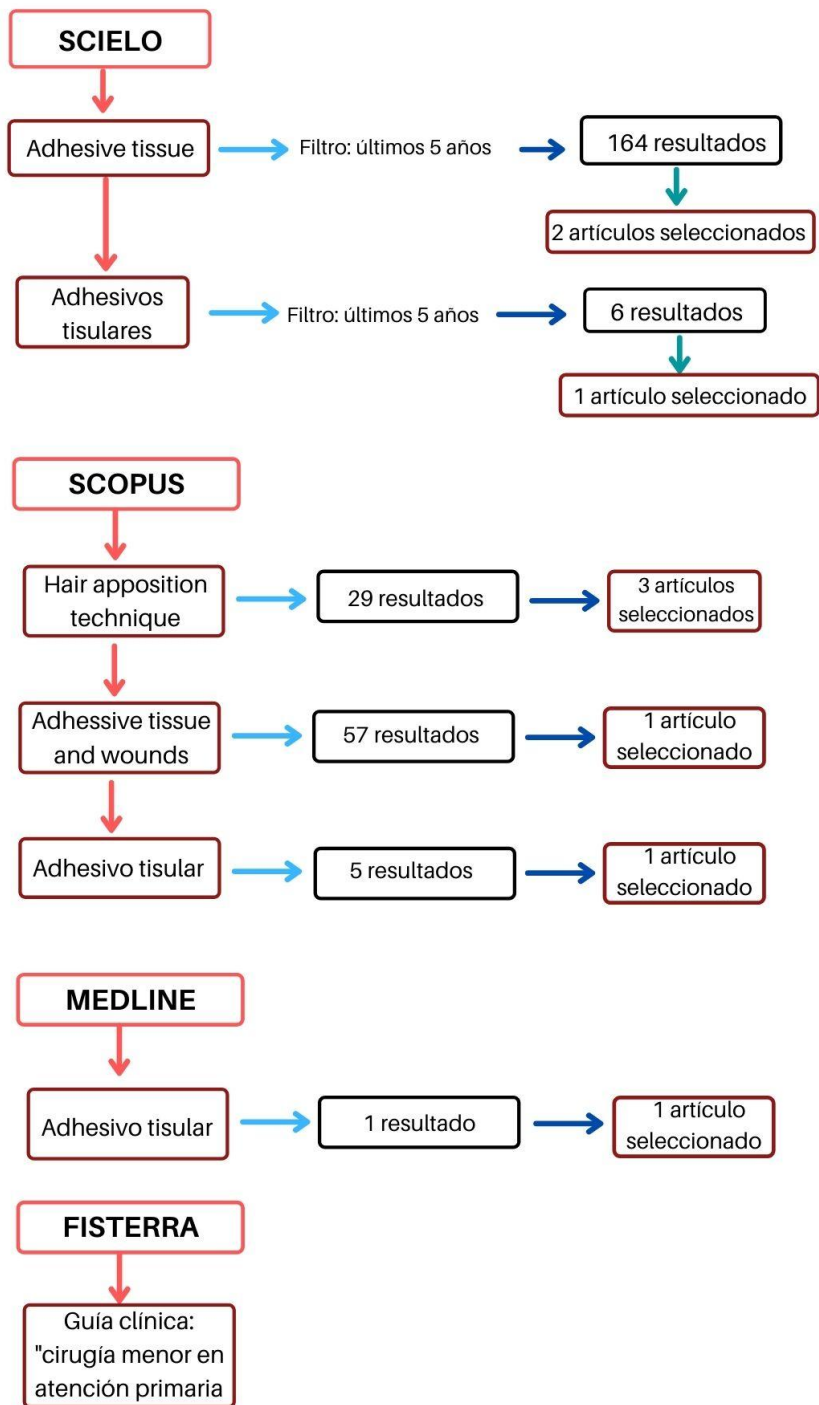 SCIELO
Adhesive tissue
Filtro: últimos 5 años
164 resultados
2 artículos seleccionados
Adhesivos
tisulares
Filtro: últimos 5 años
6 resultados
1 artículo seleccionado
SCOPUS
Hair apposition
technique
29 resultados
3 artículos
seleccionados
Adhessive tissue
and wounds
57 resultados
1 artículo
seleccionado
Adhesivo tisular
5 resultados
1 artículo
seleccionado
MEDLINE
Adhesivo tisular
1 resultado
1 artículo
seleccionado
FISTERRA
Guía clínica:
"cirugía menor en
atención primaria